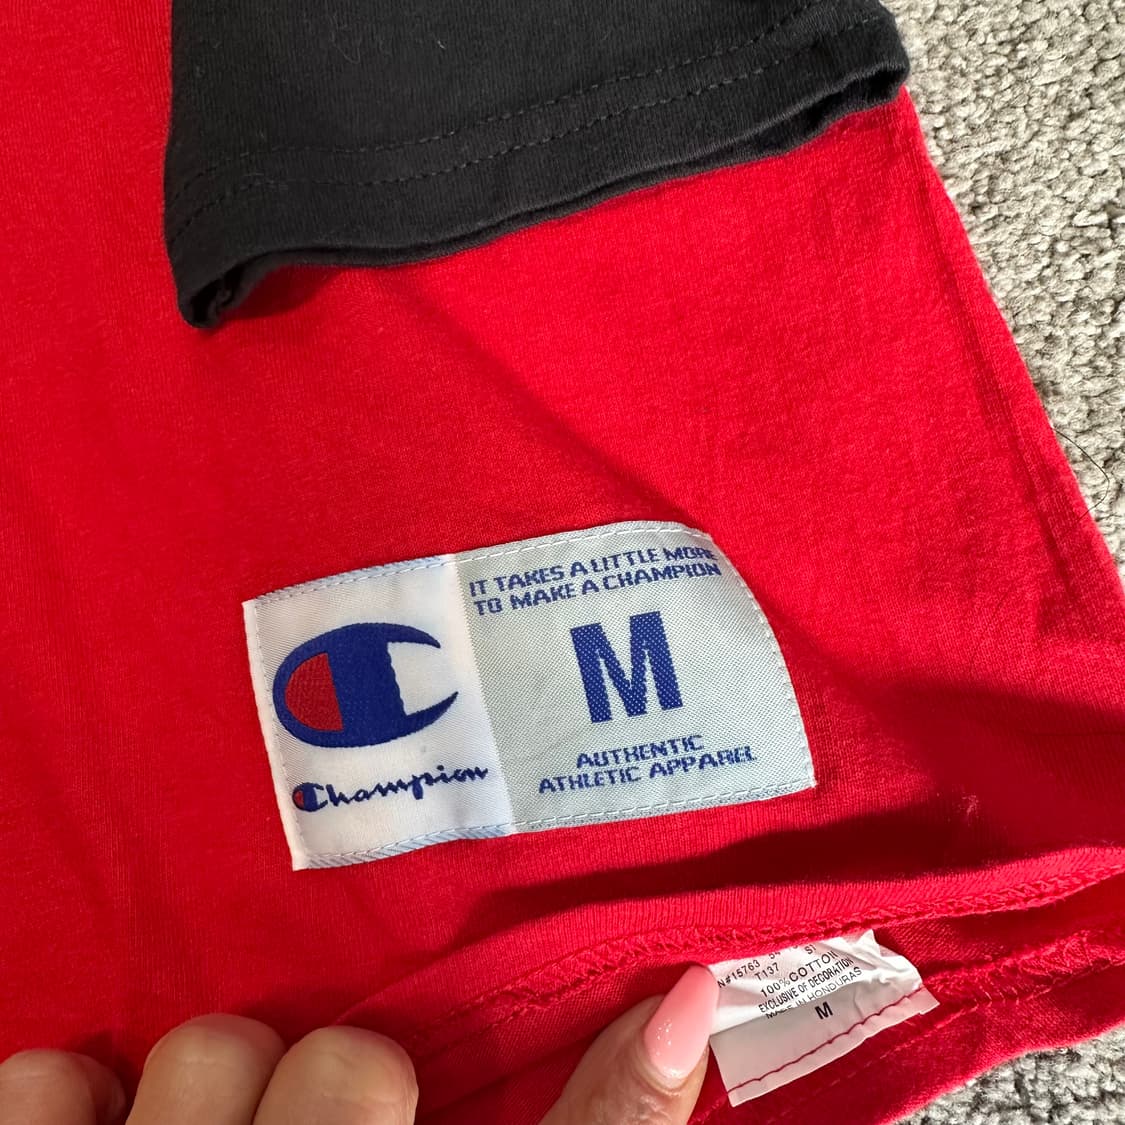 IT TAKES A LITTLE MORE
TO MAKE A CHAMPION
M
Champion
AUTHENTIC
ATHLETIC APPAREL
N#15763
T137
100% COTTON
EXCLUSIVE OF DECORATION
MADE IN HONDURAS
M